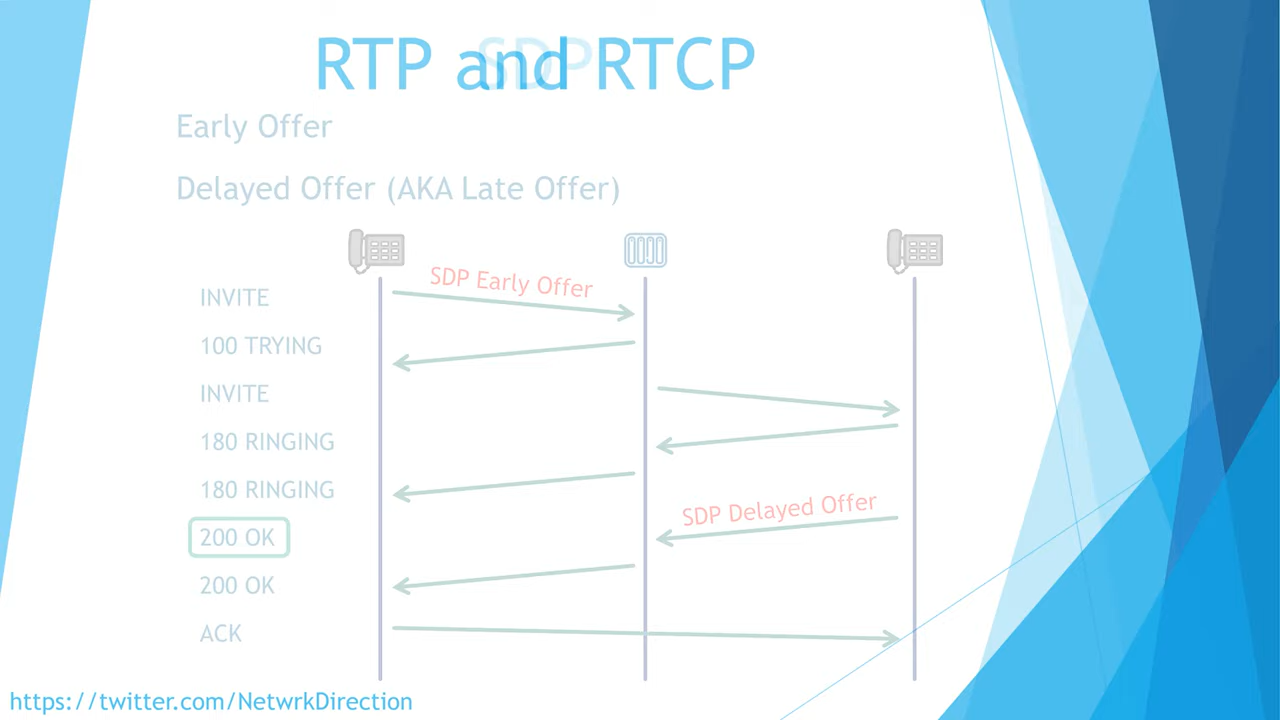 RTP and RTCP
SDP
Early Offer
Delayed Offer (AKA Late Offer)
SDP Early Offer
INVITE
100 TRYING
INVITE
180 RINGING
180 RINGING
SDP Delayed Offer
200 OK
200 OK
ACK
https://twitter.com/NetwrkDirection